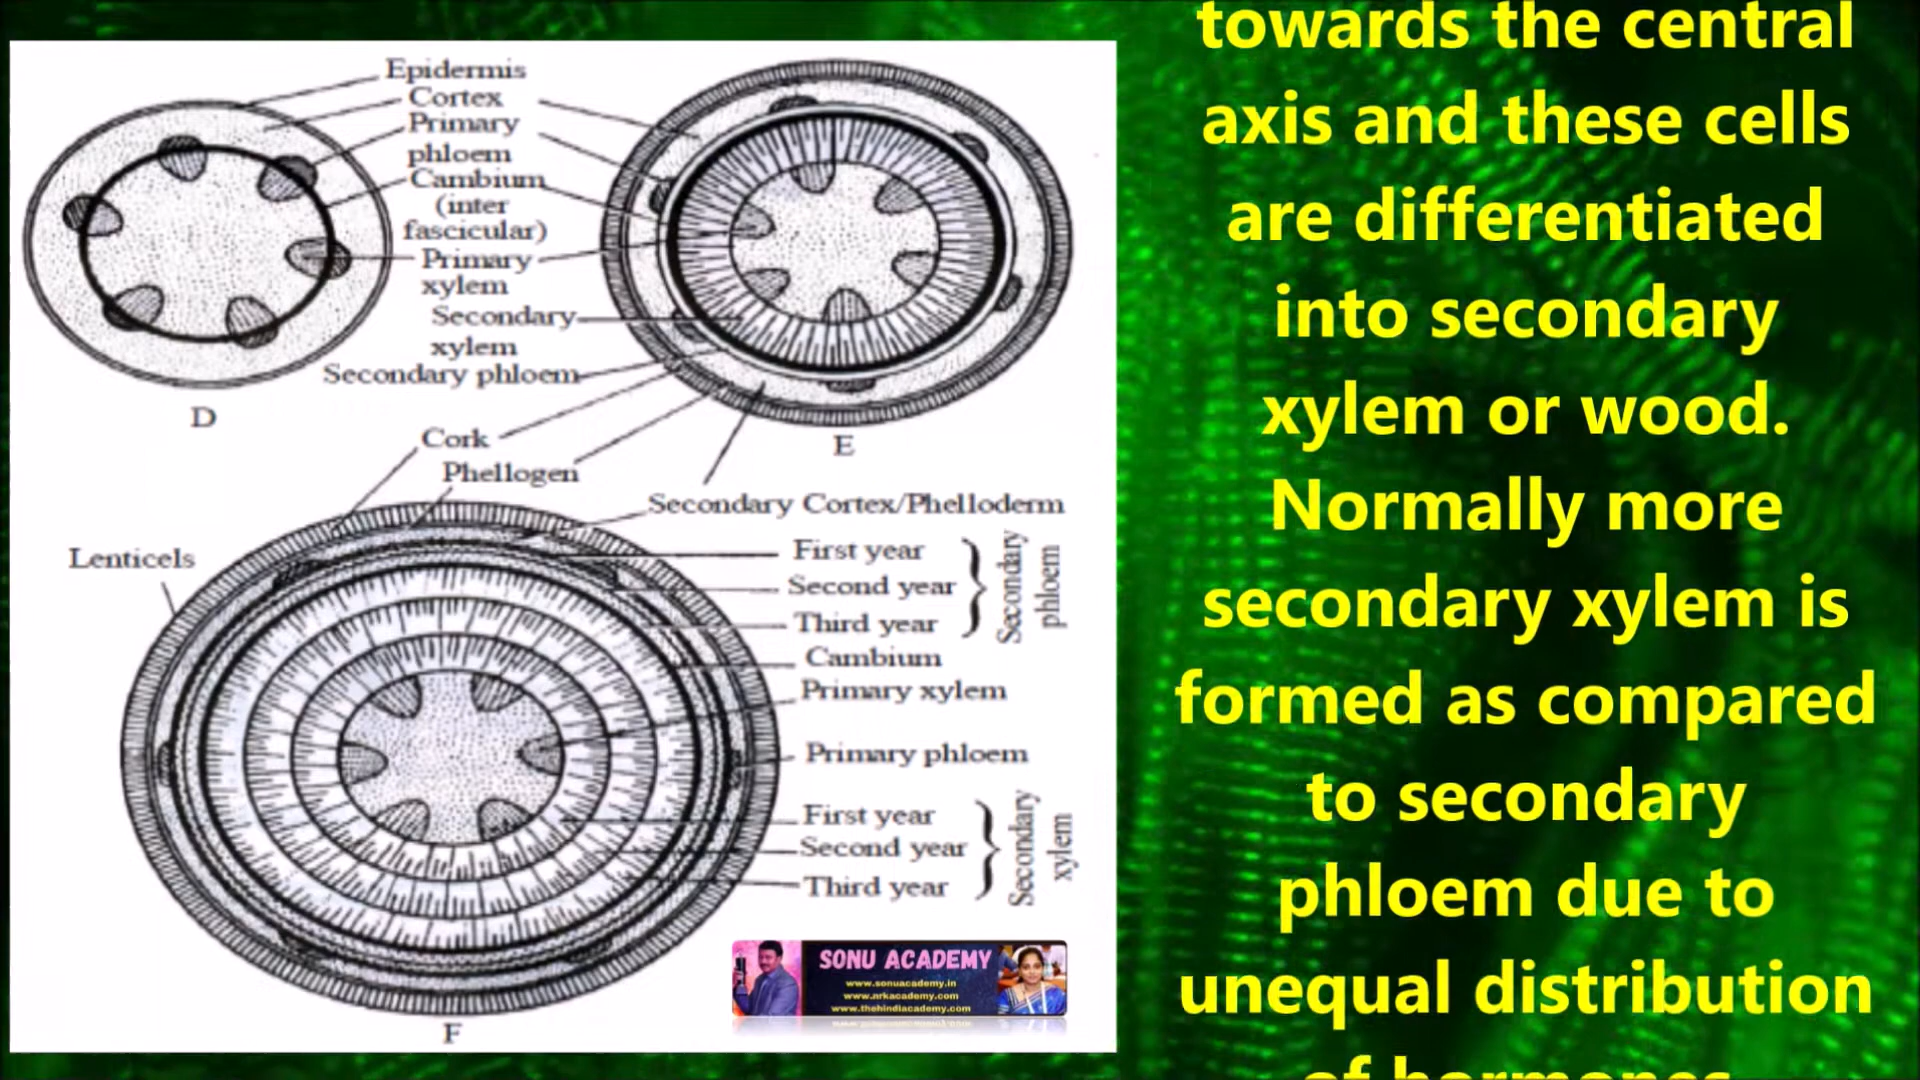 Epidermis
Cortex
Primary
phloem
Cambium
(inter
fascicular)
Primary
xylem
Secondary
xylem
Secondary phloem
D
E
Cork
Phellogen
Secondary Cortex/Phelloderm
Lenticels
First year
Second year
Third year
Secondary
phloem
Cambium
Primary xylem
Primary phloem
First year
Second year
Third year
Secondary
xylem
F
SONU ACADEMY
www.sonuacademy.in
www.arkacademy.com
www.thehindiacademy.com
towards the central
axis and these cells
are differentiated
into secondary
xylem or wood.
Normally more
secondary xylem is
formed as compared
to secondary
phloem due to
unequal distribution
of hormones